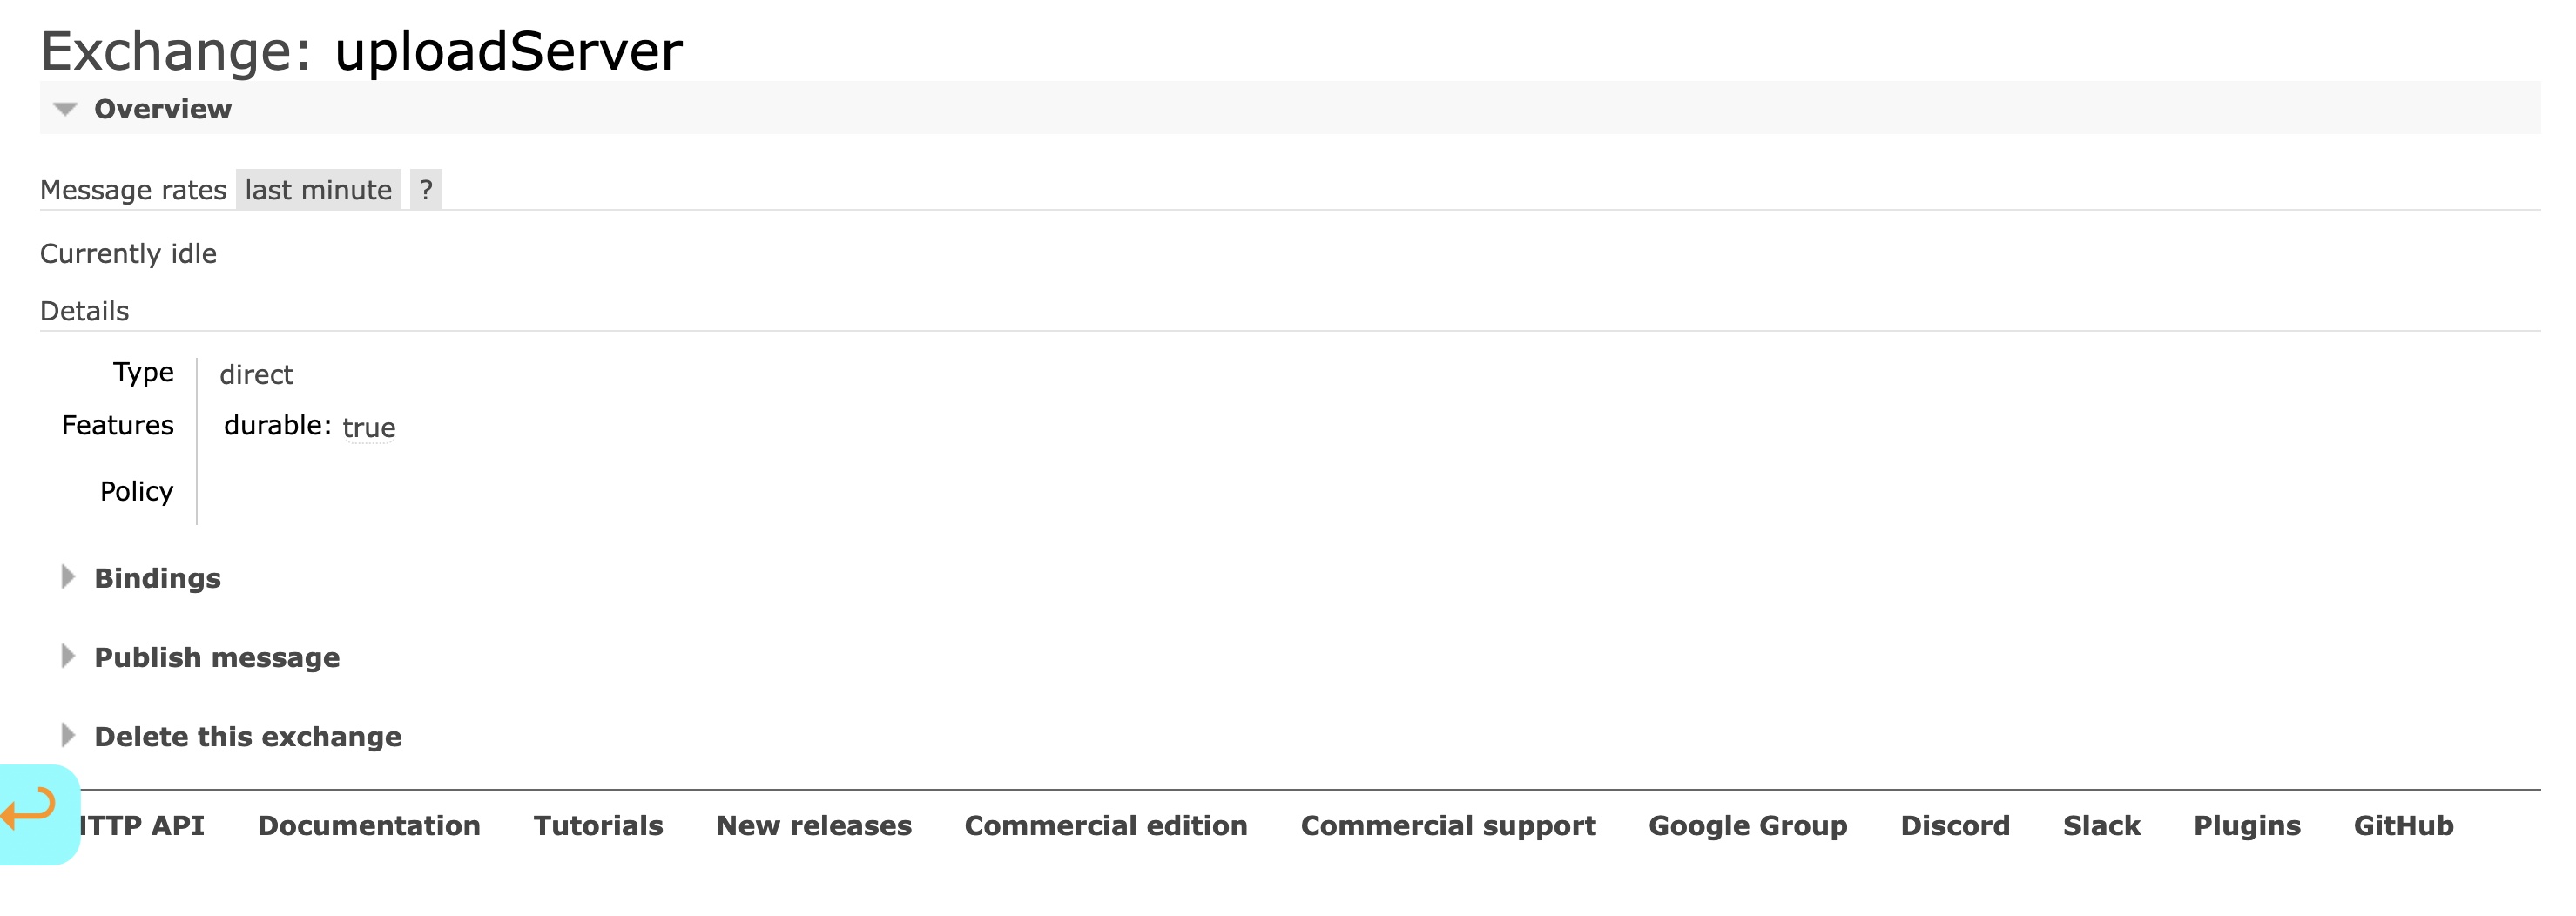 Exchange: uploadServer
Overview
Message rates last minute ?
Currently idle
Details
Type direct
Features durable: true
Policy
Bindings
Publish message
Delete this exchange
API Documentation Tutorials New releases Commercial edition Commercial support Google Group Discord Slack Plugins GitHub